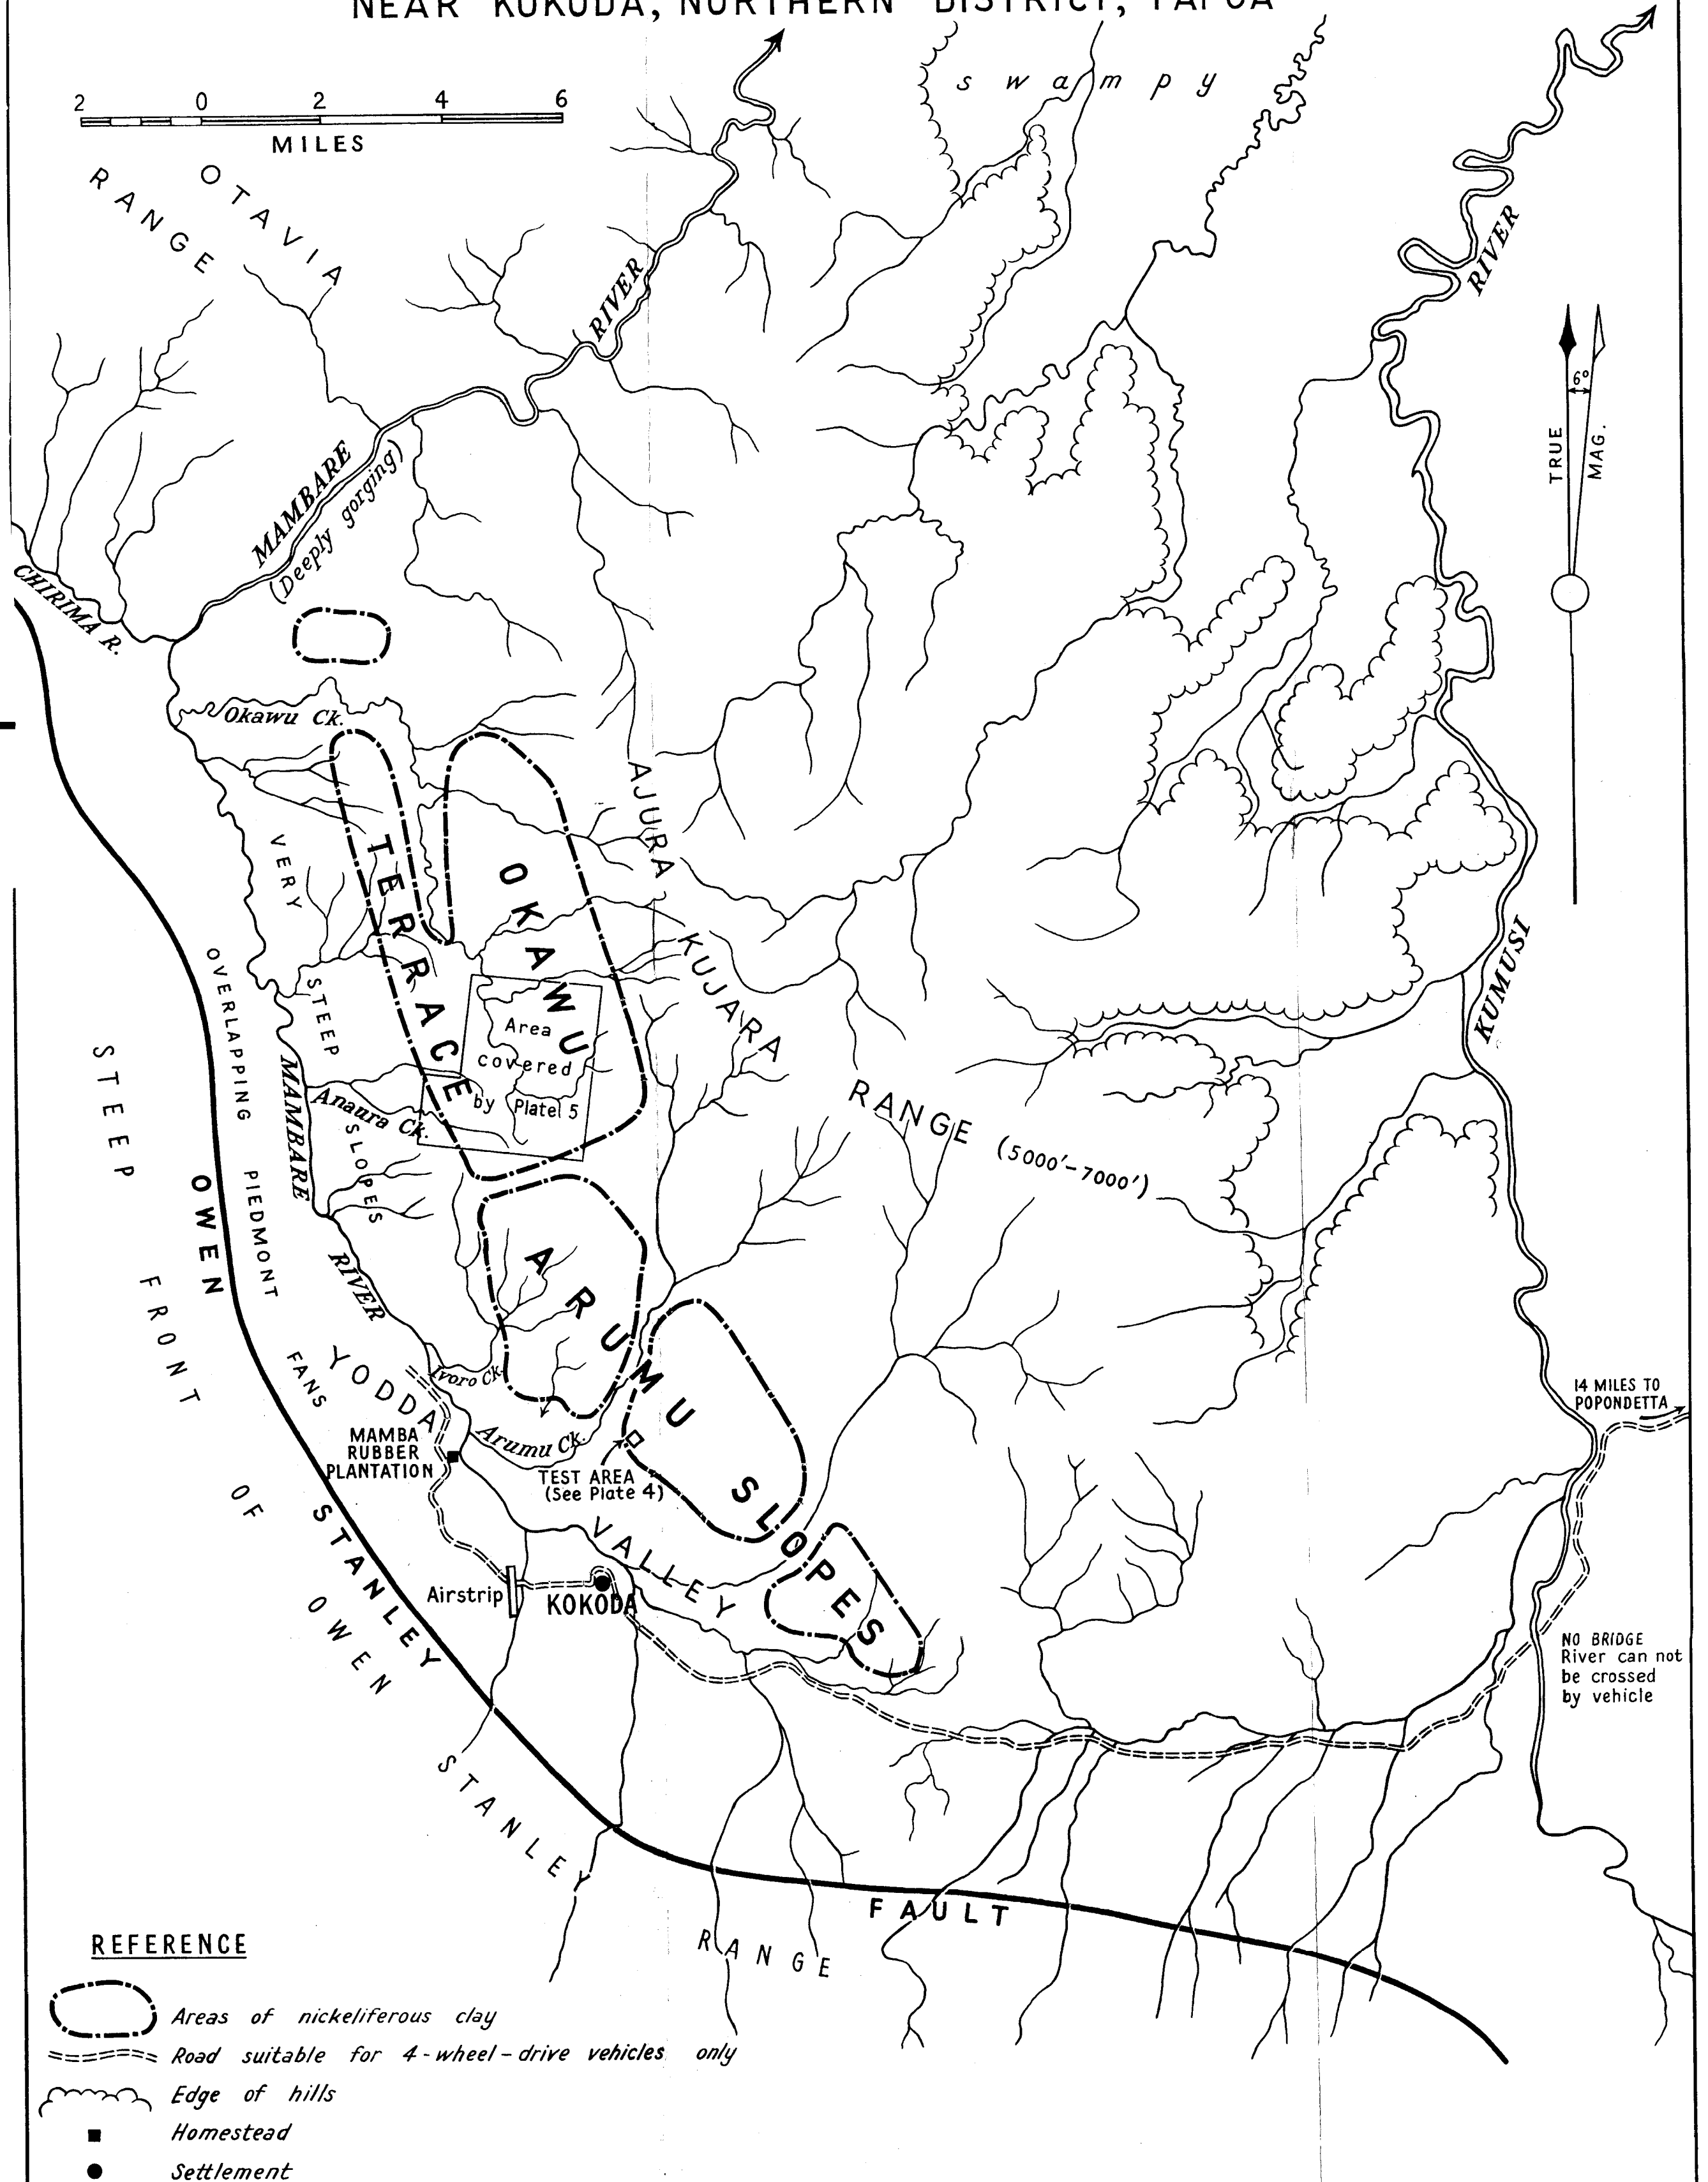 NEAR KOKODA, NORTHERN DISTRICT, PAPUA
2 0 2 4 6
MILES
swampy
OTAVIA
RANGE
RIVER
RIVER
6°
TRUE
MAG.
MAMBARE
(Deeply gorging)
CHIRIMA R.
Okawu Ck.
AJURA
KUJARA
RANGE (5000'-7000')
VERY
STEEP
SLOPES
TERRACE
OKAWU
Area
covered
by Plate 5
KUMUSI
OVERLAPPING PIEDMONT FANS
MAMBARE
RIVER
Anaura Ck.
STEEP
FRONT
OF
OWEN
STANLEY
RANGE
OWEN
STANLEY
FAULT
ARUMU
SLOPES
YODDA
VALLEY
Ivoro Ck.
Arumu Ck.
MAMBA
RUBBER
PLANTATION
TEST AREA
(See Plate 4)
14 MILES TO
POPONDETTA
Airstrip
KOKODA
NO BRIDGE
River can not
be crossed
by vehicle
REFERENCE
Areas of nickeliferous clay
Road suitable for 4-wheel-drive vehicles only
Edge of hills
Homestead
Settlement